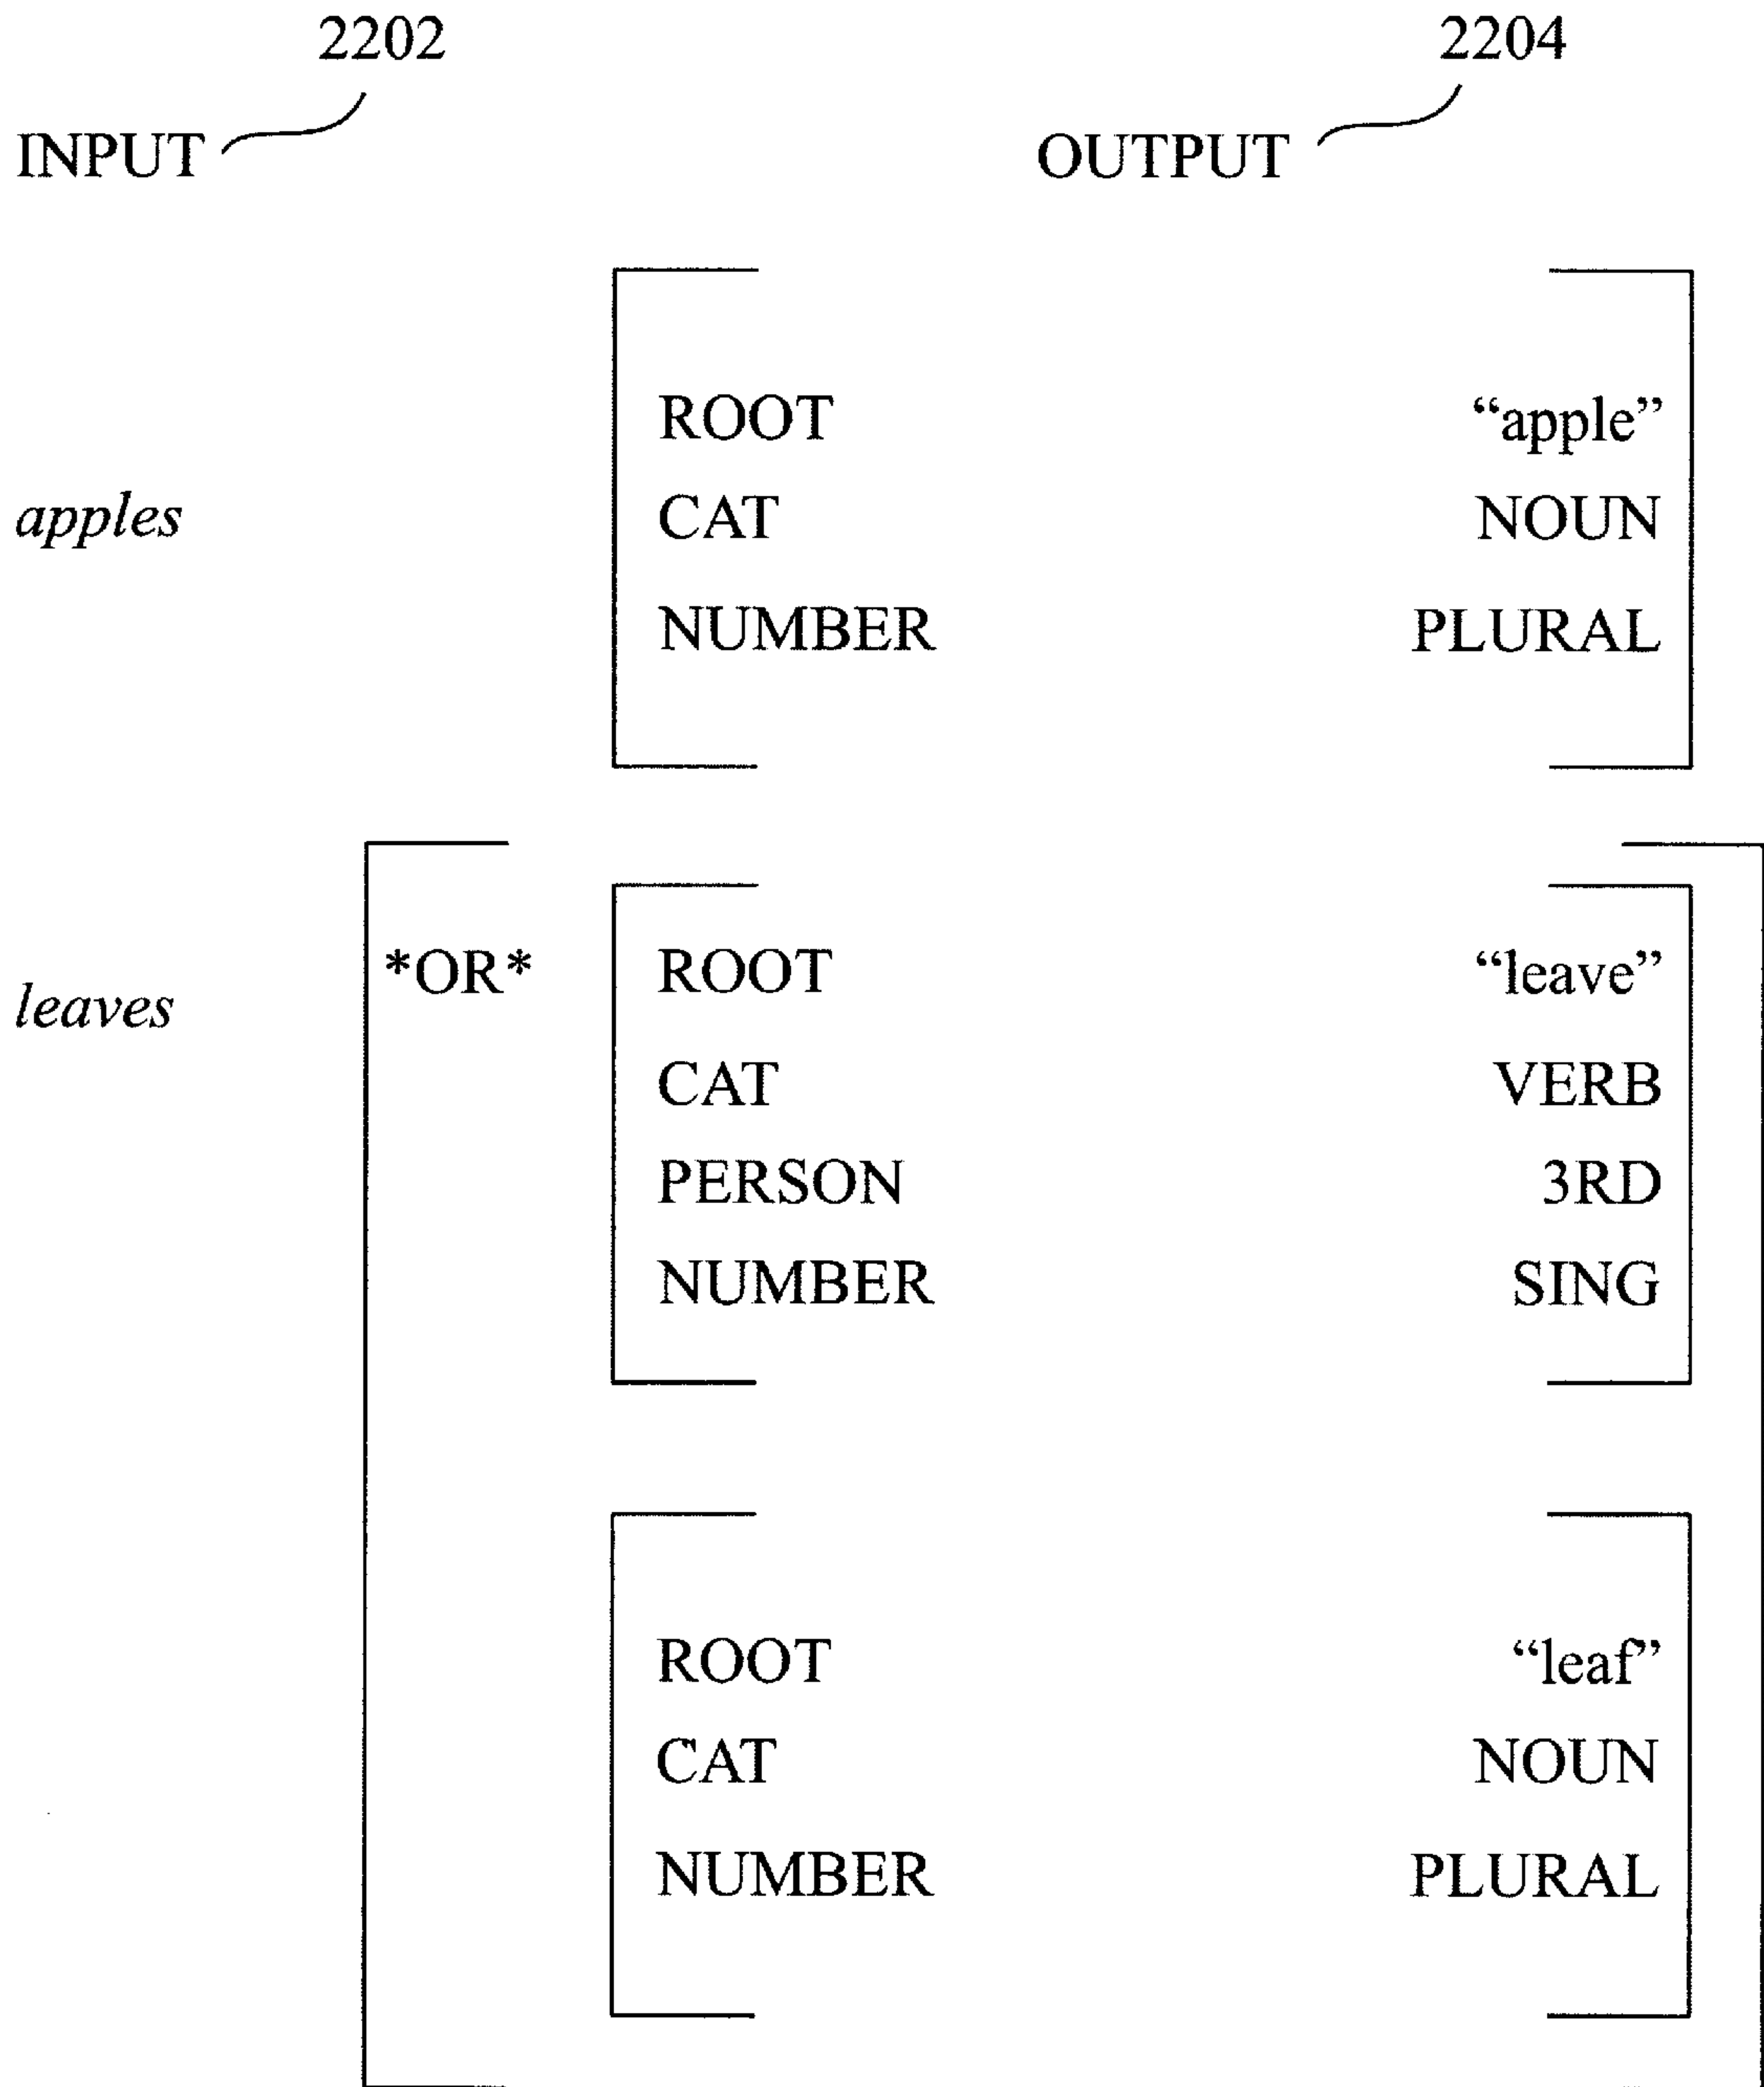 2202 2204
INPUT OUTPUT
ROOT “apple”
apples CAT NOUN
NUMBER PLURAL
*OR* ROOT “leave”
leaves
CAT VERB
PERSON 3RD
NUMBER SING
ROOT “leaf”
CAT NOUN
NUMBER PLURAL